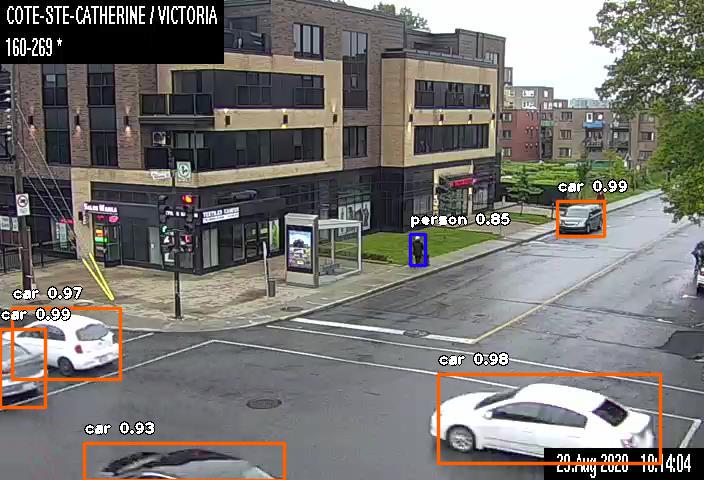 COTE-STE-CATHERINE / VICTORIA
160-269 *
car 0.99
person 0.85
car 0.97
car 0.99
car 0.98
car 0.93
29.Aug 2020 10:14:04